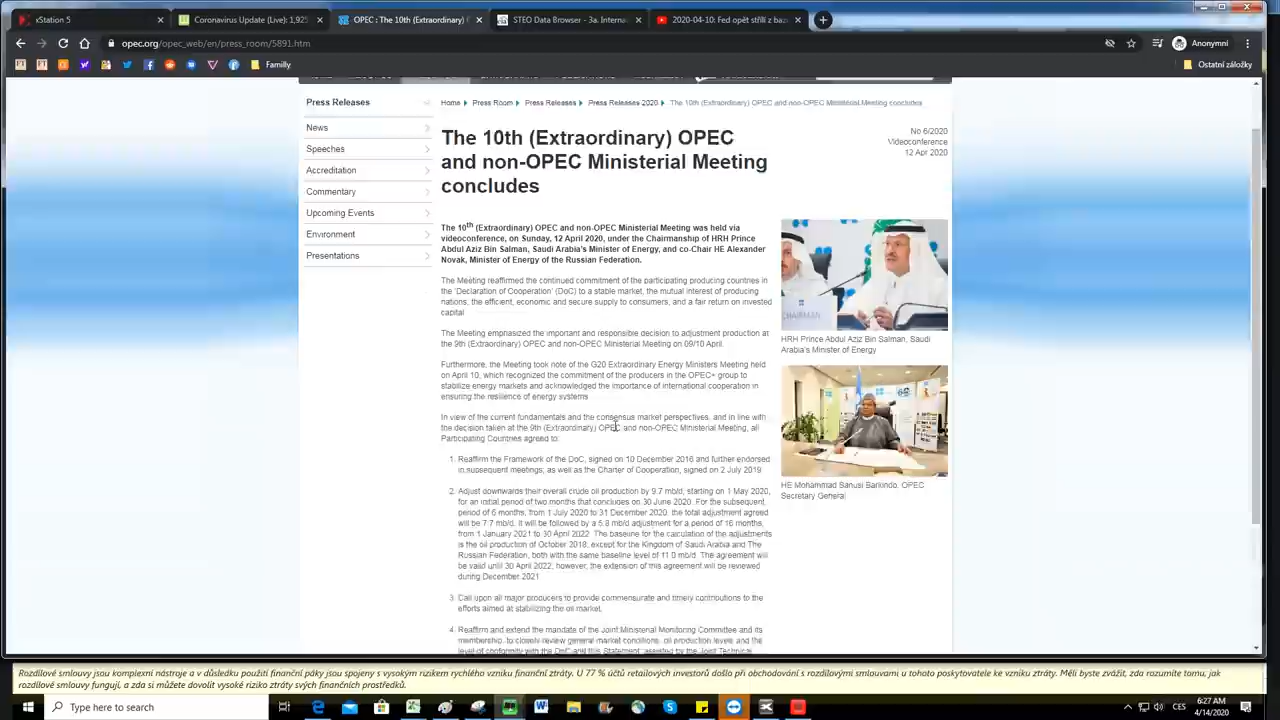 xStation
Coronavirus Update (Live): 1,925
OPEC: The 10th (Extraordinary) O
STEO Data Browser - 3a. Internat
2020-04-10: Fed opět střílí z baz
opec.org/opec_web/en/press_room/5891.htm
Anonymní
Familly
Ostatní záložky
Press Releases
News
Speeches
Accreditation
Commentary
Upcoming Events
Environment
Presentations
Home
Press Room
Press Releases
Press Releases 2020
The 10th (Extraordinary) OPEC and non-OPEC Ministerial Meeting concludes
The 10th (Extraordinary) OPEC
and non-OPEC Ministerial Meeting
concludes
No 6/2020
Videoconference
12 Apr 2020
The 10th (Extraordinary) OPEC and non-OPEC Ministerial Meeting was held via
videoconference, on Sunday, 12 April 2020, under the Chairmanship of HRH Prince
Abdul Aziz Bin Salman, Saudi Arabia's Minister of Energy, and co-Chair HE Alexander
Novak, Minister of Energy of the Russian Federation.
The Meeting reaffirmed the continued commitment of the participating producing countries in
the 'Declaration of Cooperation' (DoC) to a stable market, the mutual interest of producing
nations, the efficient, economic and secure supply to consumers, and a fair return on invested
capital.
The Meeting emphasized the important and responsible decision to adjustment production at
the 9th (Extraordinary) OPEC and non-OPEC Ministerial Meeting on 09/10 April.
Furthermore, the Meeting took note of the G20 Extraordinary Energy Ministers Meeting held
on April 10, which recognized the commitment of the producers in the OPEC+ group to
stabilize energy markets and acknowledged the importance of international cooperation in
ensuring the resilience of energy systems.
In view of the current fundamentals and the consensus market perspectives, and in line with
the decision taken at the 9th (Extraordinary) OPEC and non-OPEC Ministerial Meeting, all
Participating Countries agreed to:
1. Reaffirm the Framework of the DoC, signed on 10 December 2016 and further endorsed
in subsequent meetings; as well as the Charter of Cooperation, signed on 2 July 2019.
2. Adjust downwards their overall crude oil production by 9.7 mb/d, starting on 1 May 2020,
for an initial period of two months that concludes on 30 June 2020. For the subsequent
period of 6 months, from 1 July 2020 to 31 December 2020, the total adjustment agreed
will be 7.7 mb/d. It will be followed by a 5.8 mb/d adjustment for a period of 16 months,
from 1 January 2021 to 30 April 2022. The baseline for the calculation of the adjustments
is the oil production of October 2018, except for the Kingdom of Saudi Arabia and The
Russian Federation, both with the same baseline level of 11.0 mb/d. The agreement will
be valid until 30 April 2022, however, the extension of this agreement will be reviewed
during December 2021.
3. Call upon all major producers to provide commensurate and timely contributions to the
efforts aimed at stabilizing the oil market.
4. Reaffirm and extend the mandate of the Joint Ministerial Monitoring Committee and its
membership, to closely review general market conditions, oil production levels and the
level of conformity with the DoC and this Statement, assisted by the Joint Technical
CHAIRMAN
HRH Prince Abdul Aziz Bin Salman, Saudi
Arabia's Minister of Energy
HE Mohammad Sanusi Barkindo, OPEC
Secretary General
Rozdílové smlouvy jsou komplexní nástroje a v důsledku použití finanční páky jsou spojeny s vysokým rizikem rychlého vzniku finanční ztráty. U 77 % účtů retailových investorů došlo při obchodování s rozdílovými smlouvami u tohoto poskytovatele ke vzniku ztráty. Měli byste zvážit, zda rozumíte tomu, jak
rozdílové smlouvy fungují, a zda si můžete dovolit vysoké riziko ztráty svých finančních prostředků.
Type here to search
CES
6:27 AM
4/14/2020